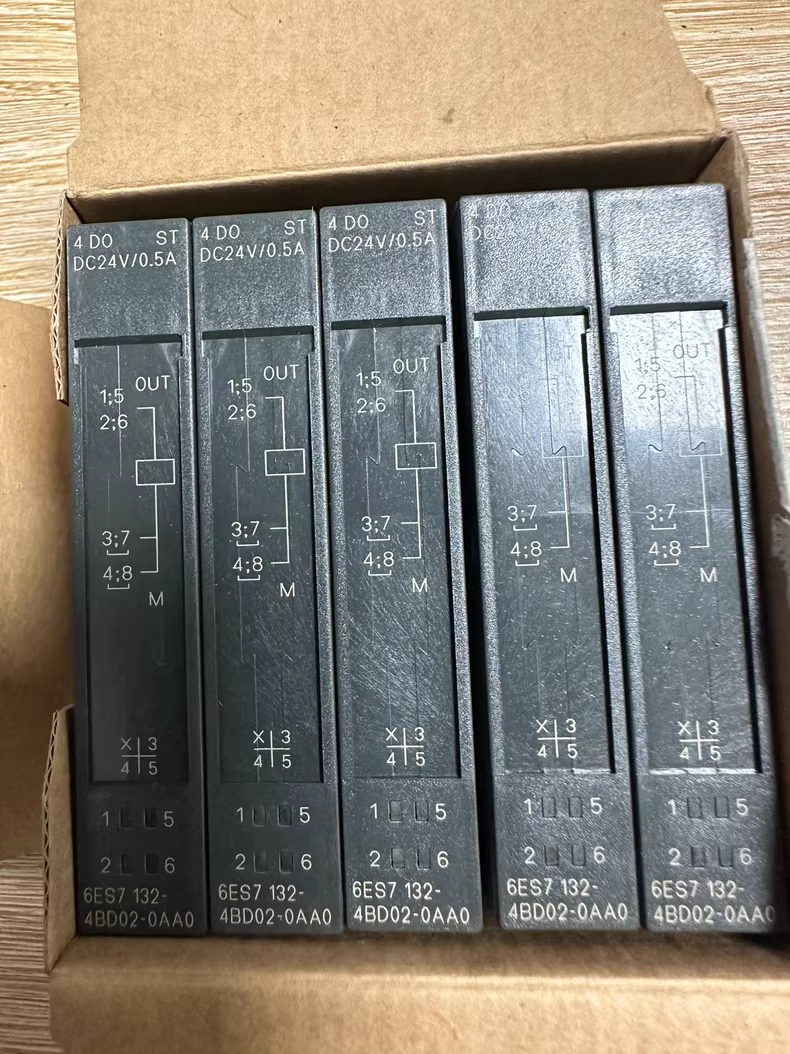 4 DO ST
DC24V/0.5A
OUT
1;5
2;6
3;7
4;8
M
X 3
4 5
1 5
2 6
6ES7 132-
4BD02-0AA0
4 DO ST
DC24V/0.5A
OUT
1;5
2;6
3;7
4;8
M
X 3
4 5
1 5
2 6
6ES7 132-
4BD02-0AA0
4 DO ST
DC24V/0.5A
OUT
1;5
2;6
3;7
4;8
M
X 3
4 5
1 5
2 6
6ES7 132-
4BD02-0AA0
4 DO
3;7
4;8
M
X 3
4 5
1 5
2 6
6ES7 132-
4BD02-0AA0
OUT
1;5
2;6
3;7
4;8
M
X 3
4 5
1 5
2 6
6ES7 132-
4BD02-0AA0